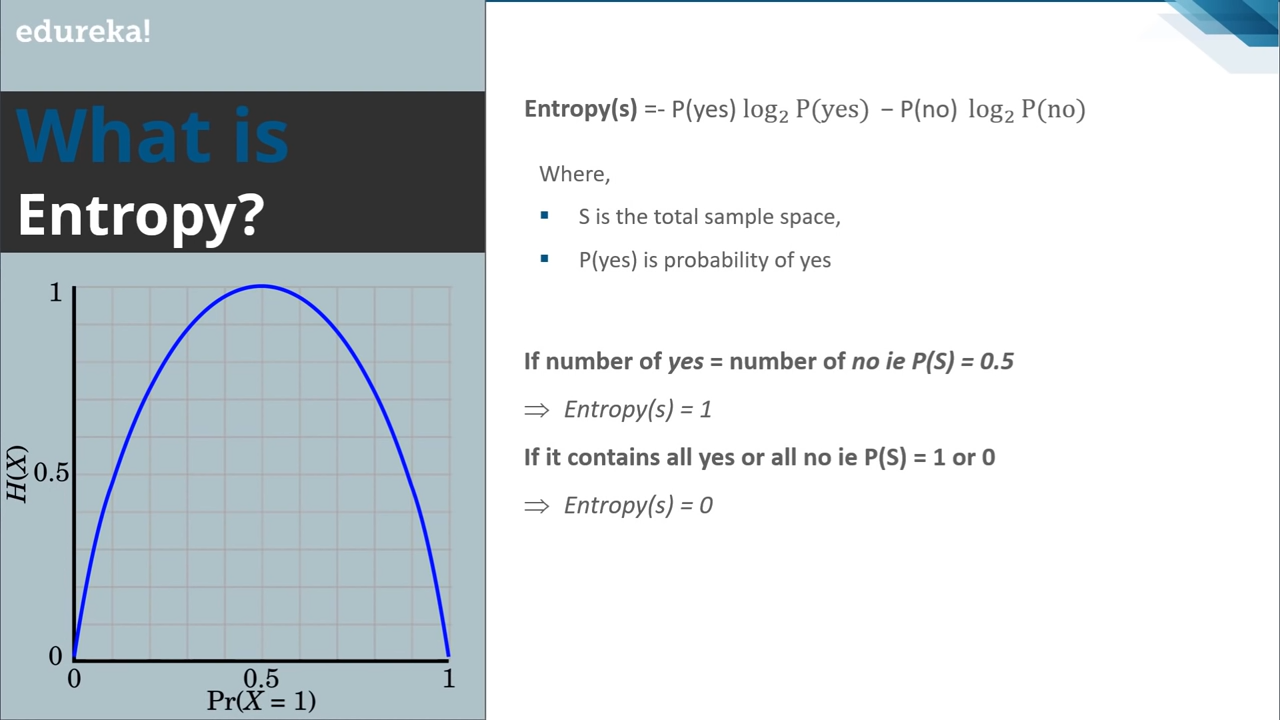 edureka!
What is
Entropy?
1
H(X)
0.5
0
0
0.5
1
Pr(X = 1)
Entropy(s) =- P(yes) log₂ P(yes) − P(no) log₂ P(no)
Where,
▪ S is the total sample space,
▪ P(yes) is probability of yes
If number of yes = number of no ie P(S) = 0.5
⇒ Entropy(s) = 1
If it contains all yes or all no ie P(S) = 1 or 0
⇒ Entropy(s) = 0